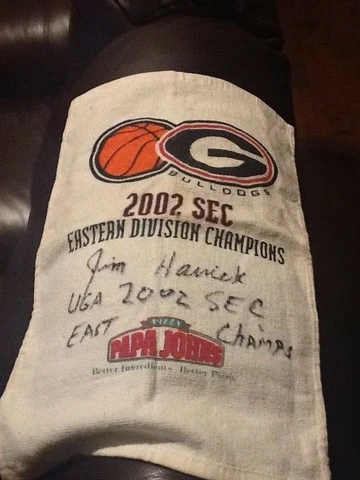 G
BULLDOGS
2002 SEC
EASTERN DIVISION CHAMPIONS
Jim Harrick
UGA 2002 SEC
EAST CHAMPS
PIZZA
PAPA JOHNS
Better Ingredients. Better Pizza.